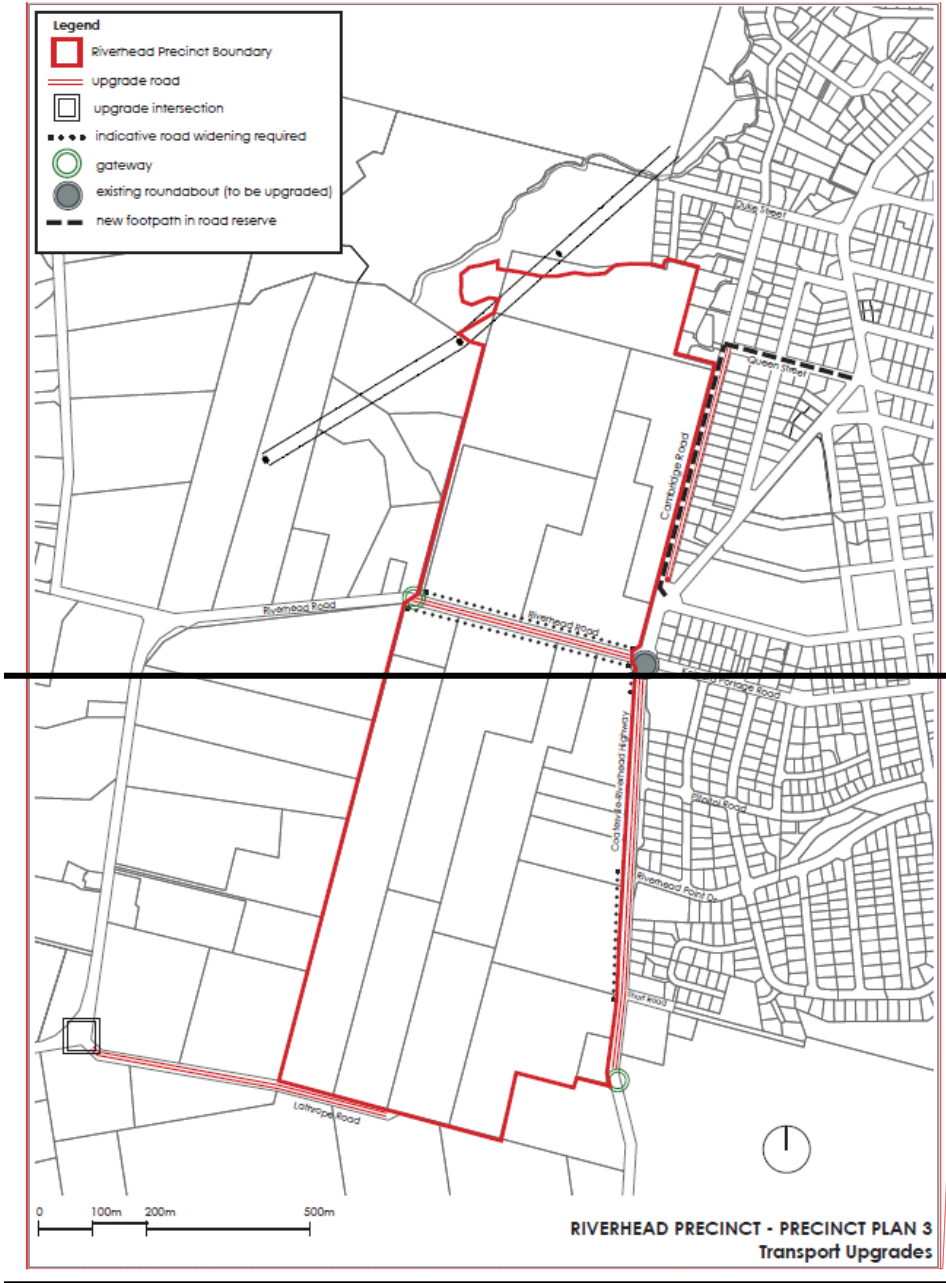 Legend
Riverhead Precinct Boundary
upgrade road
upgrade intersection
indicative road widening required
gateway
existing roundabout (to be upgraded)
new footpath in road reserve
Duke Street
Queen Street
Cambridge Road
Riverhead Road
Riverhead Road
Portage Road
Coatesville-Riverhead Highway
Pitoitoi Road
Riverhead Point Dr
Short Road
Lathrope Road
0 100m 200m 500m
RIVERHEAD PRECINCT - PRECINCT PLAN 3
Transport Upgrades